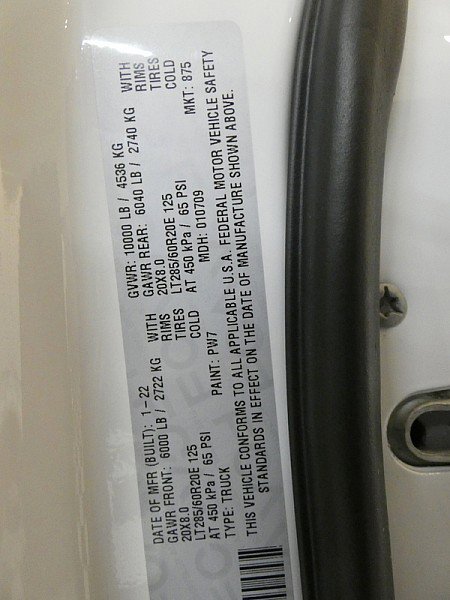 DATE OF MFR (BUILT): 1-22 GVWR: 10000 LB / 4536 KG
GAWR FRONT: 6000 LB / 2722 KG WITH GAWR REAR: 6040 LB / 2740 KG WITH
20X8.0 RIMS 20X8.0 RIMS
LT285/60R20E 125 TIRES LT285/60R20E 125 TIRES
AT 450 kPa / 65 PSI COLD AT 450 kPa / 65 PSI COLD
TYPE: TRUCK PAINT: PW7 MDH: 010709 MKT: 875
THIS VEHICLE CONFORMS TO ALL APPLICABLE U.S.A. FEDERAL MOTOR VEHICLE SAFETY
STANDARDS IN EFFECT ON THE DATE OF MANUFACTURE SHOWN ABOVE.